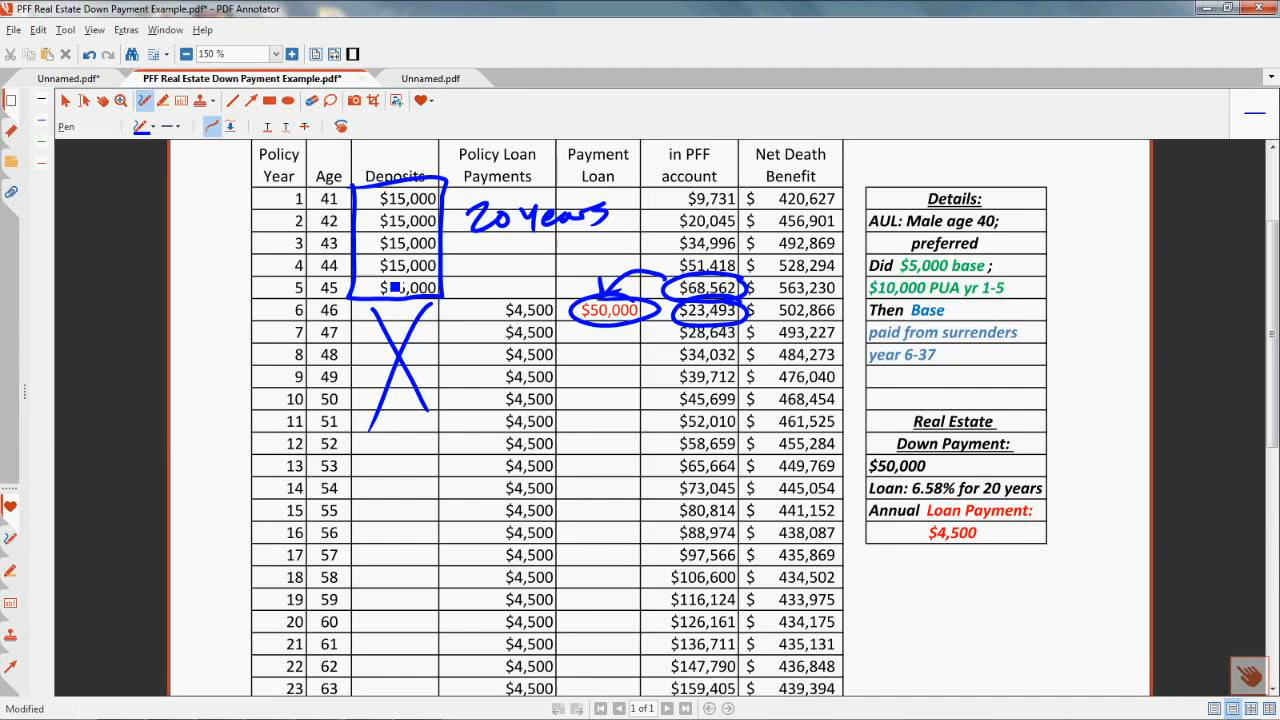 PFF Real Estate Down Payment Example.pdf* - PDF Annotator
File Edit Tool View Extras Window Help
150 %
Unnamed.pdf* PFF Real Estate Down Payment Example.pdf* Unnamed.pdf
Pen
Policy Policy Loan Payment in PFF Net Death
Year Age Deposits Payments Loan account Benefit
1 41 $15,000 $9,731 $ 420,627
2 42 $15,000 $20,045 $ 456,901
20 Years
3 43 $15,000 $34,996 $ 492,869
4 44 $15,000 $51,418 $ 528,294
5 45 $15,000 $68,562 $ 563,230
6 46 $4,500 $50,000 $23,493 $ 502,866
7 47 $4,500 $28,643 $ 493,227
8 48 $4,500 $34,032 $ 484,273
9 49 $4,500 $39,712 $ 476,040
10 50 $4,500 $45,699 $ 468,454
11 51 $4,500 $52,010 $ 461,525
12 52 $4,500 $58,659 $ 455,284
13 53 $4,500 $65,664 $ 449,769
14 54 $4,500 $73,045 $ 445,054
15 55 $4,500 $80,814 $ 441,152
16 56 $4,500 $88,974 $ 438,087
17 57 $4,500 $97,566 $ 435,869
18 58 $4,500 $106,600 $ 434,502
19 59 $4,500 $116,124 $ 433,975
20 60 $4,500 $126,161 $ 434,175
21 61 $4,500 $136,711 $ 435,131
22 62 $4,500 $147,790 $ 436,848
23 63 $4,500 $159,405 $ 439,394
Details:
AUL: Male age 40;
preferred
Did $5,000 base ;
$10,000 PUA yr 1-5
Then Base
paid from surrenders
year 6-37
Real Estate
Down Payment:
$50,000
Loan: 6.58% for 20 years
Annual Loan Payment:
$4,500
Modified
1 of 1